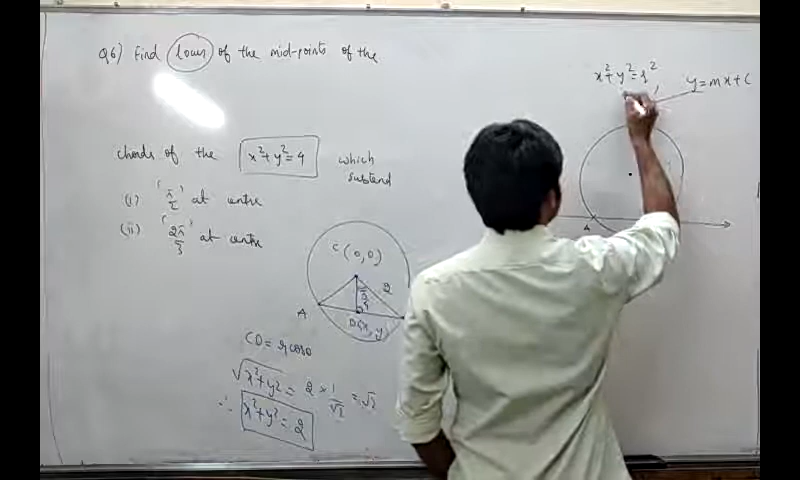 Q6) Find locus of the mid-points of the
chords of the x²+y²=4 which
subtend
(i) 'π/2' at centre
(ii) '2π/3' at centre
C (0,0)
2
π/4
A
D(x, y)
CD = r cosθ
√x²+y² = 2 × 1/√2 = √2
∴ x²+y² = 2
x²+y²=r²
y=mx+c
A